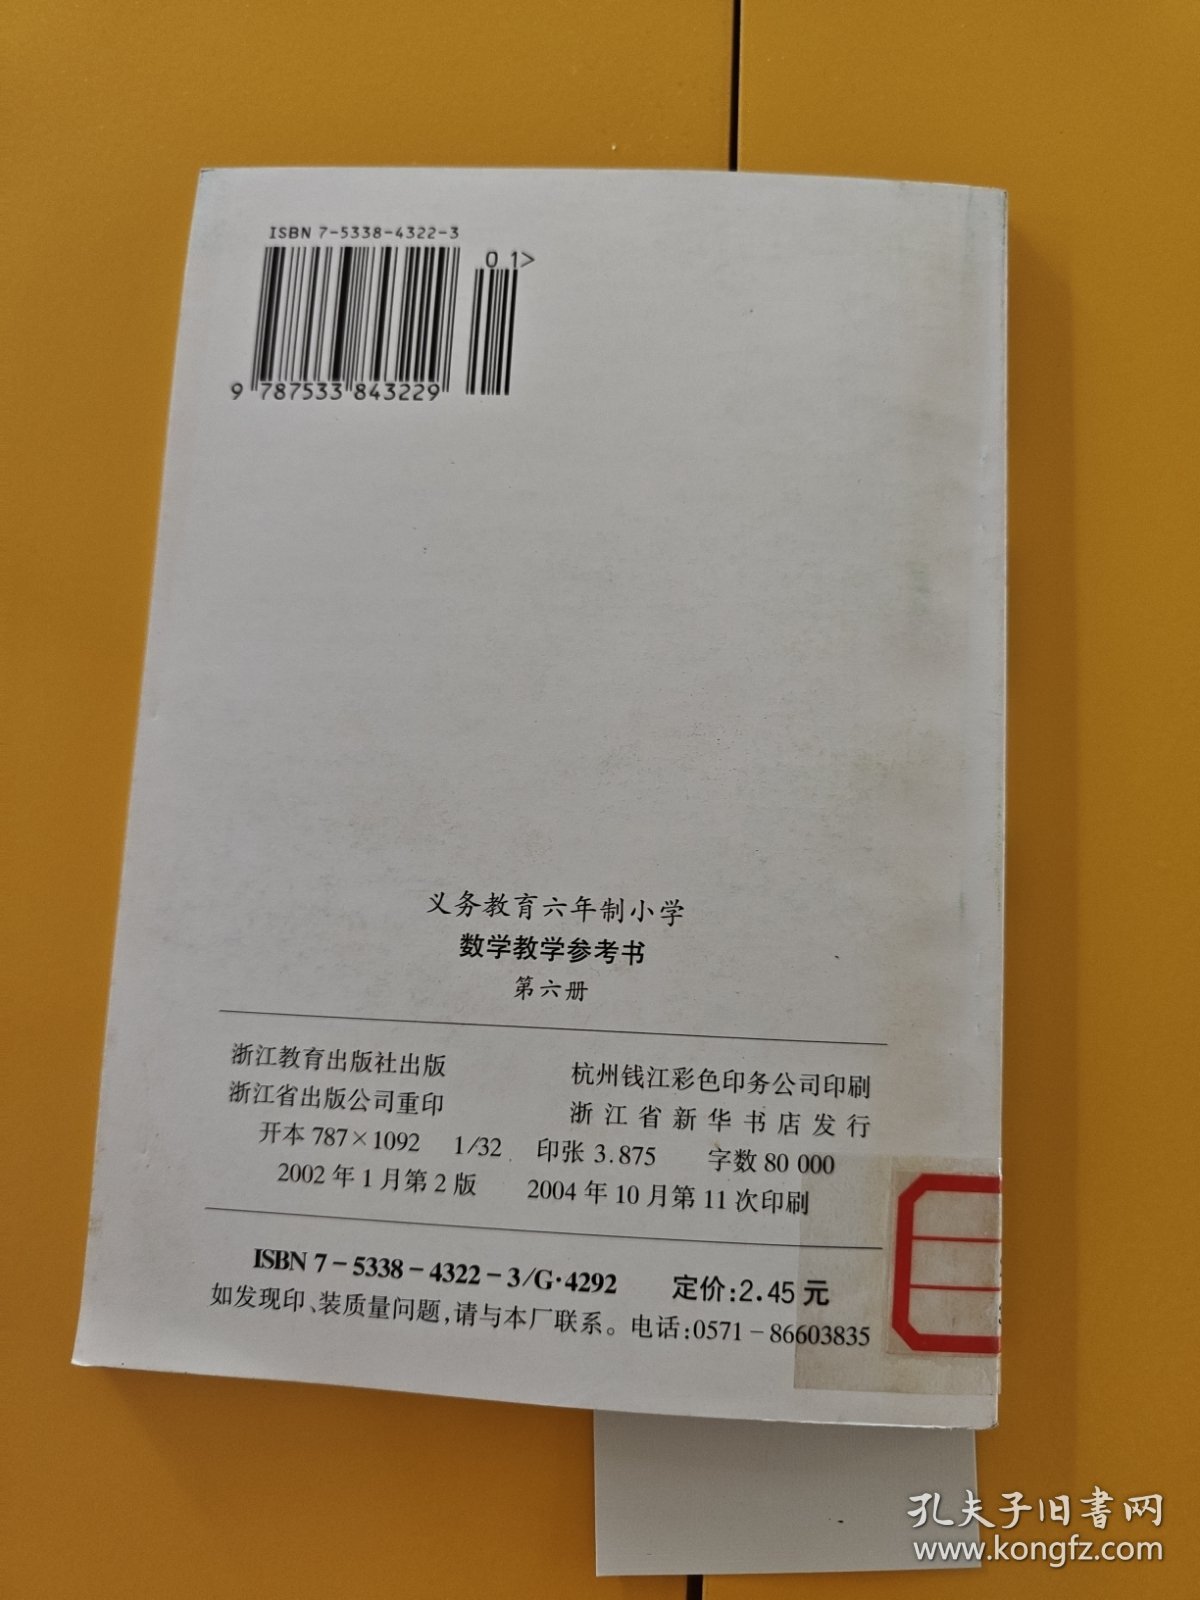 ISBN 7-5338-4322-3
0 1>
9 787533 843229
义务教育六年制小学
数学教学参考书
第六册
浙江教育出版社出版
浙江省出版公司重印
杭州钱江彩色印务公司印刷
浙江省新华书店发行
开本 787×1092 1/32 印张 3.875 字数 80 000
2002年1月第2版 2004年10月第11次印刷
ISBN 7-5338-4322-3/G·4292 定价:2.45元
如发现印、装质量问题,请与本厂联系。电话:0571-86603835
孔夫子旧書网
www.kongfz.com